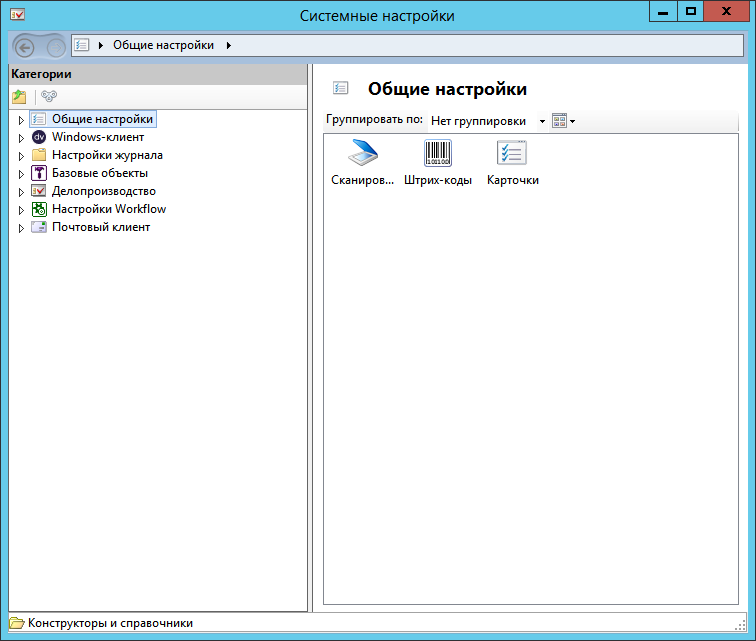 Системные настройки
Общие настройки
Категории
Общие настройки
Windows-клиент
Настройки журнала
Базовые объекты
Делопроизводство
Настройки Workflow
Почтовый клиент
Общие настройки
Группировать по: Нет группировки
Сканиров... Штрих-коды Карточки
Конструкторы и справочники